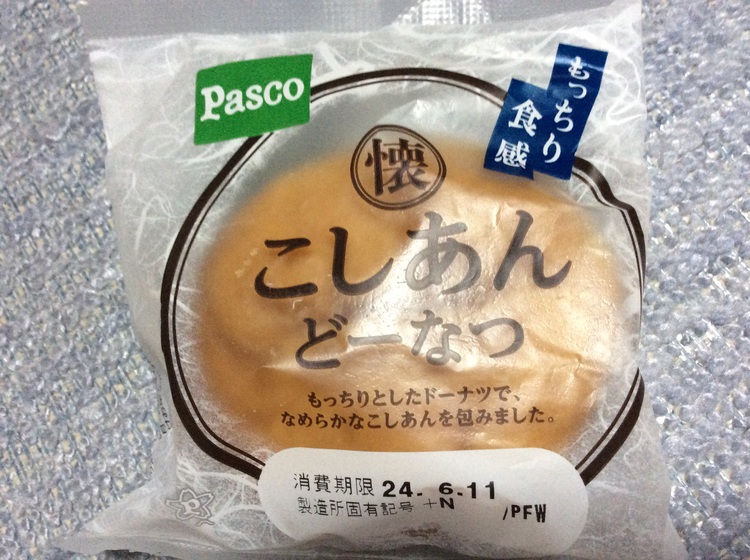 Pasco
もっちり
食感
懐
こしあん
どーなつ
もっちりとしたドーナツで、
なめらかなこしあんを包みました。
消費期限 24. 6.11
製造所固有記号 +N /PFW